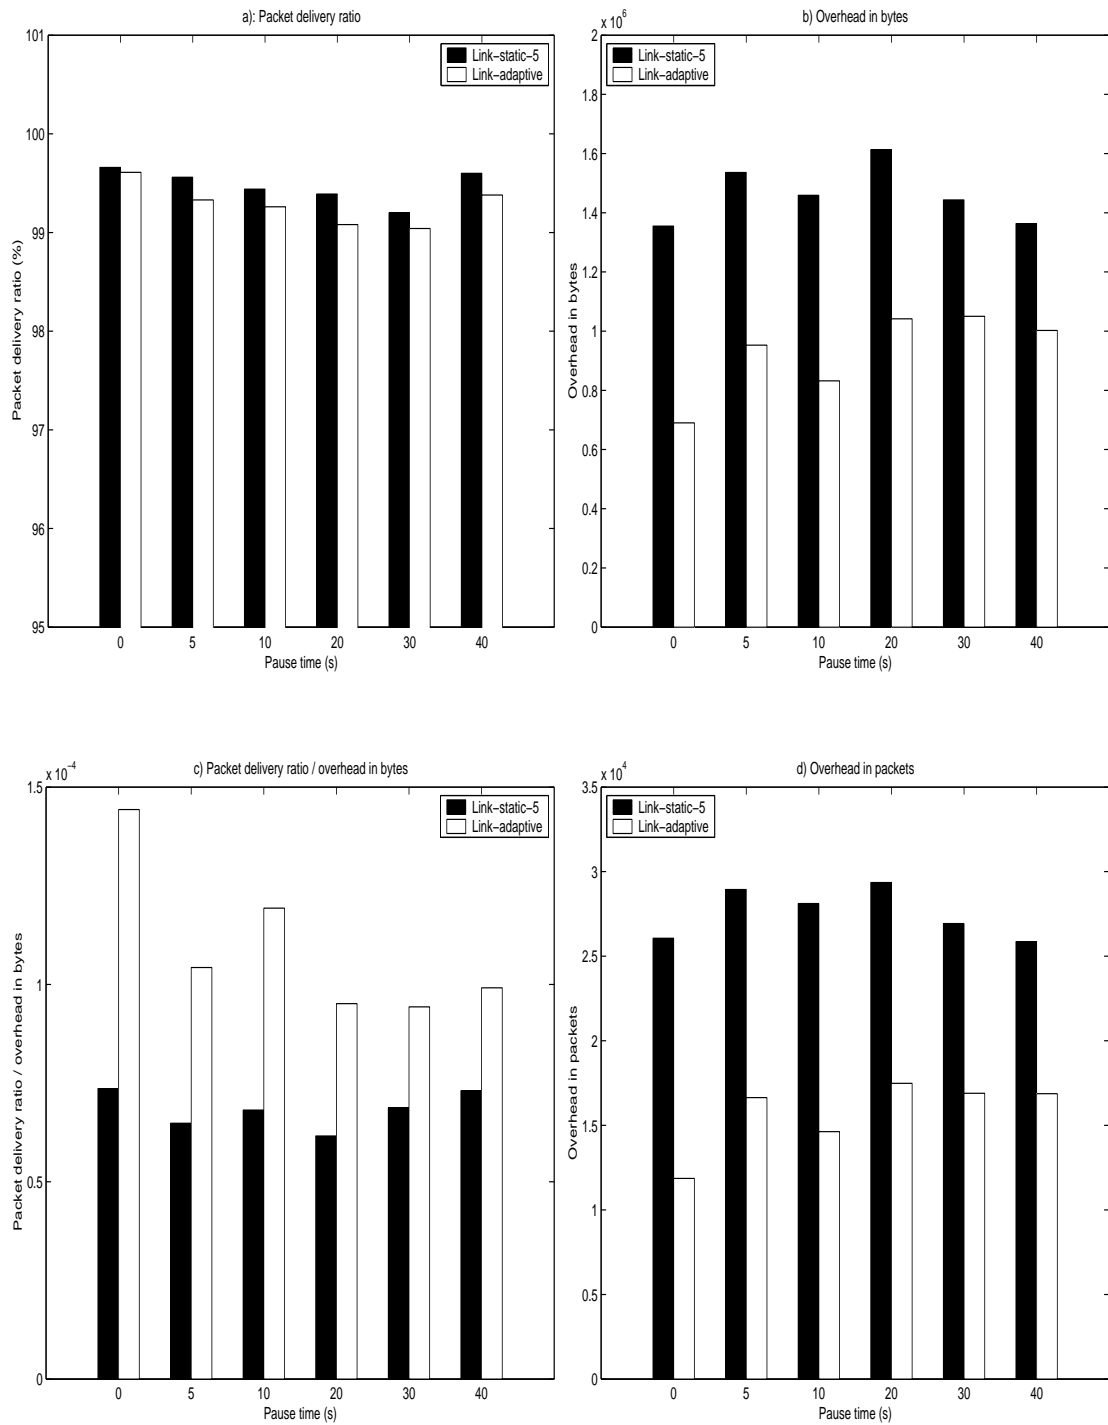 a): Packet delivery ratio
101
100
99
98
97
96
95
Packet delivery ratio (%)
Link-static-5
Link-adaptive
0 5 10 20 30 40
Pause time (s)
b) Overhead in bytes
x 10^6
2
1.8
1.6
1.4
1.2
1
0.8
0.6
0.4
0.2
0
Overhead in bytes
Link-static-5
Link-adaptive
0 5 10 20 30 40
Pause time (s)
c) Packet delivery ratio / overhead in bytes
x 10^-4
1.5
1
0.5
0
Packet delivery ratio / overhead in bytes
Link-static-5
Link-adaptive
0 5 10 20 30 40
Pause time (s)
d) Overhead in packets
x 10^4
3.5
3
2.5
2
1.5
1
0.5
0
Overhead in packets
Link-static-5
Link-adaptive
0 5 10 20 30 40
Pause time (s)